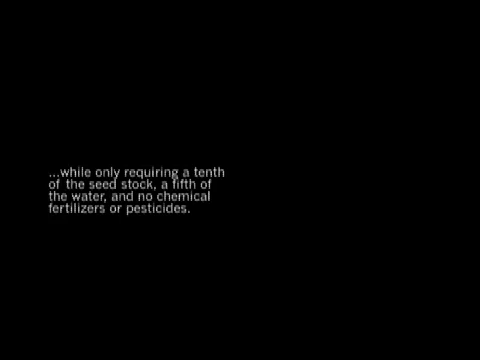 ...while only requiring a tenth
of the seed stock, a fifth of
the water, and no chemical
fertilizers or pesticides.